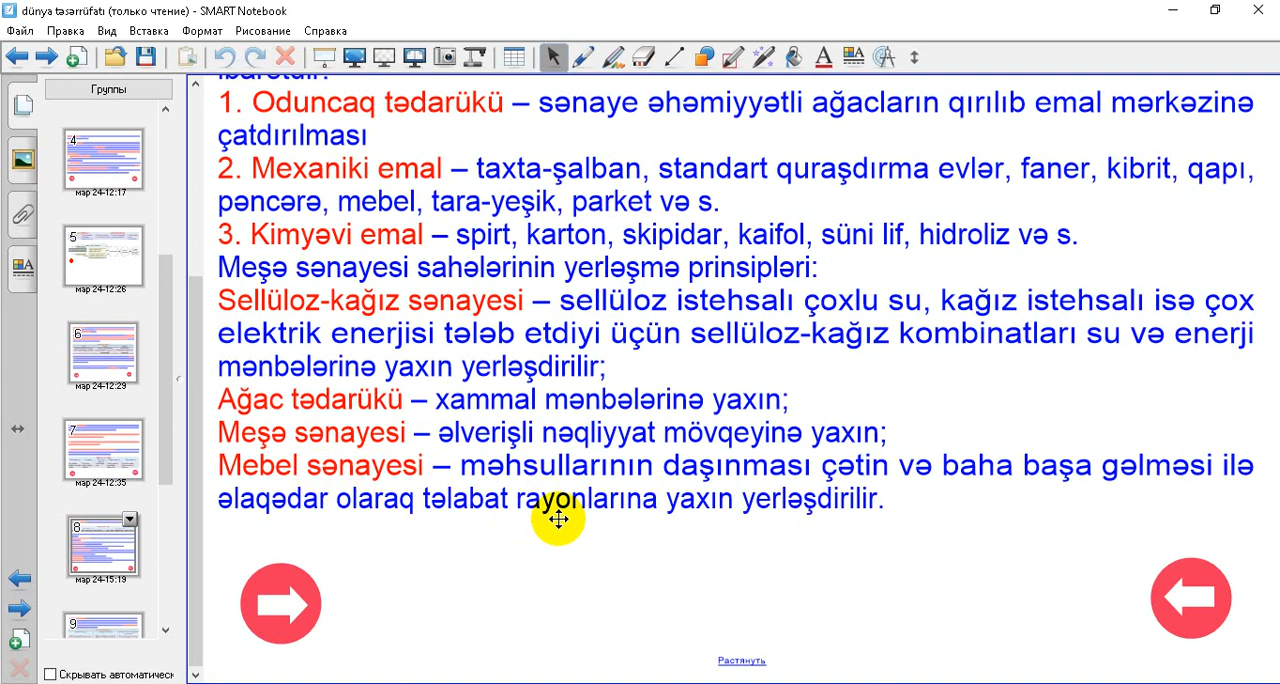 dünya təsərrüfatı (только чтение) - SMART Notebook
Файл Правка Вид Вставка Формат Рисование Справка
Группы
4
мар 24-12:17
5
мар 24-12:26
6
мар 24-12:29
7
мар 24-12:35
8
мар 24-15:19
9
Скрывать автоматическ
ibarətdir:
1. Oduncaq tədarükü – sənaye əhəmiyyətli ağacların qırılıb emal mərkəzinə
çatdırılması
2. Mexaniki emal – taxta-şalban, standart quraşdırma evlər, faner, kibrit, qapı,
pəncərə, mebel, tara-yeşik, parket və s.
3. Kimyəvi emal – spirt, karton, skipidar, kaifol, süni lif, hidroliz və s.
Meşə sənayesi sahələrinin yerləşmə prinsipləri:
Sellüloz-kağız sənayesi – sellüloz istehsalı çoxlu su, kağız istehsalı isə çox
elektrik enerjisi tələb etdiyi üçün sellüloz-kağız kombinatları su və enerji
mənbələrinə yaxın yerləşdirilir;
Ağac tədarükü – xammal mənbələrinə yaxın;
Meşə sənayesi – əlverişli nəqliyyat mövqeyinə yaxın;
Mebel sənayesi – məhsullarının daşınması çətin və baha başa gəlməsi ilə
əlaqədar olaraq təlabat rayonlarına yaxın yerləşdirilir.
Растянуть